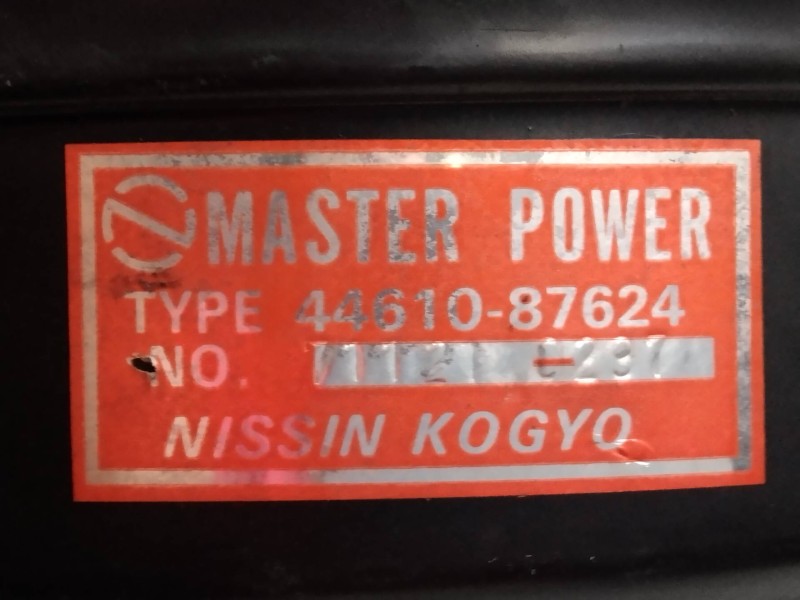 MASTER POWER
TYPE 44610-87624
NO.
NISSIN KOGYO